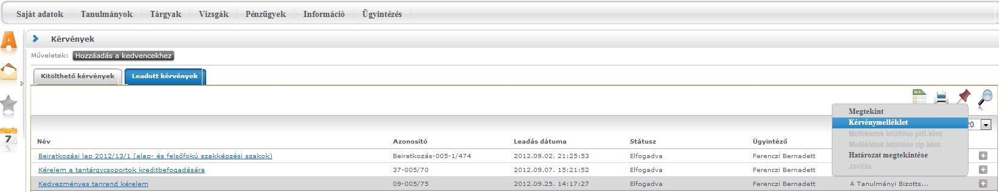 Saját adatok Tanulmányok Tárgyak Vizsgák Pénzügyek Információ Ügyintézés
Kérvények
Műveletek: Hozzáadás a kedvencekhez
Kitölthető kérvények Leadott kérvények
XLS
Megtekint
Kérvénymelléklet
20
Mellékletek letöltése pdf-ként
Mellékletek letöltése zip-ként
Határozat megtekintése
Javítás
7
Név Azonosító Leadás dátuma Státusz Ügyintéző
Beiratkozási lap 2012/13/1 (alap- és felsőfokú szakképzési szakok) Beiratkozás-005-1/474 2012.09.02. 21:25:53 Elfogadva Ferenczi Bernadett
Kérelem a tantárgycsoportok kreditbefogadására 37-005/70 2012.09.07. 15:21:52 Elfogadva Ferenczi Bernadett
Kedvezményes tanrend kérelem 09-005/75 2012.09.25. 14:17:27 Elfogadva Ferenczi Bernadett A Tanulmányi Bizotts...